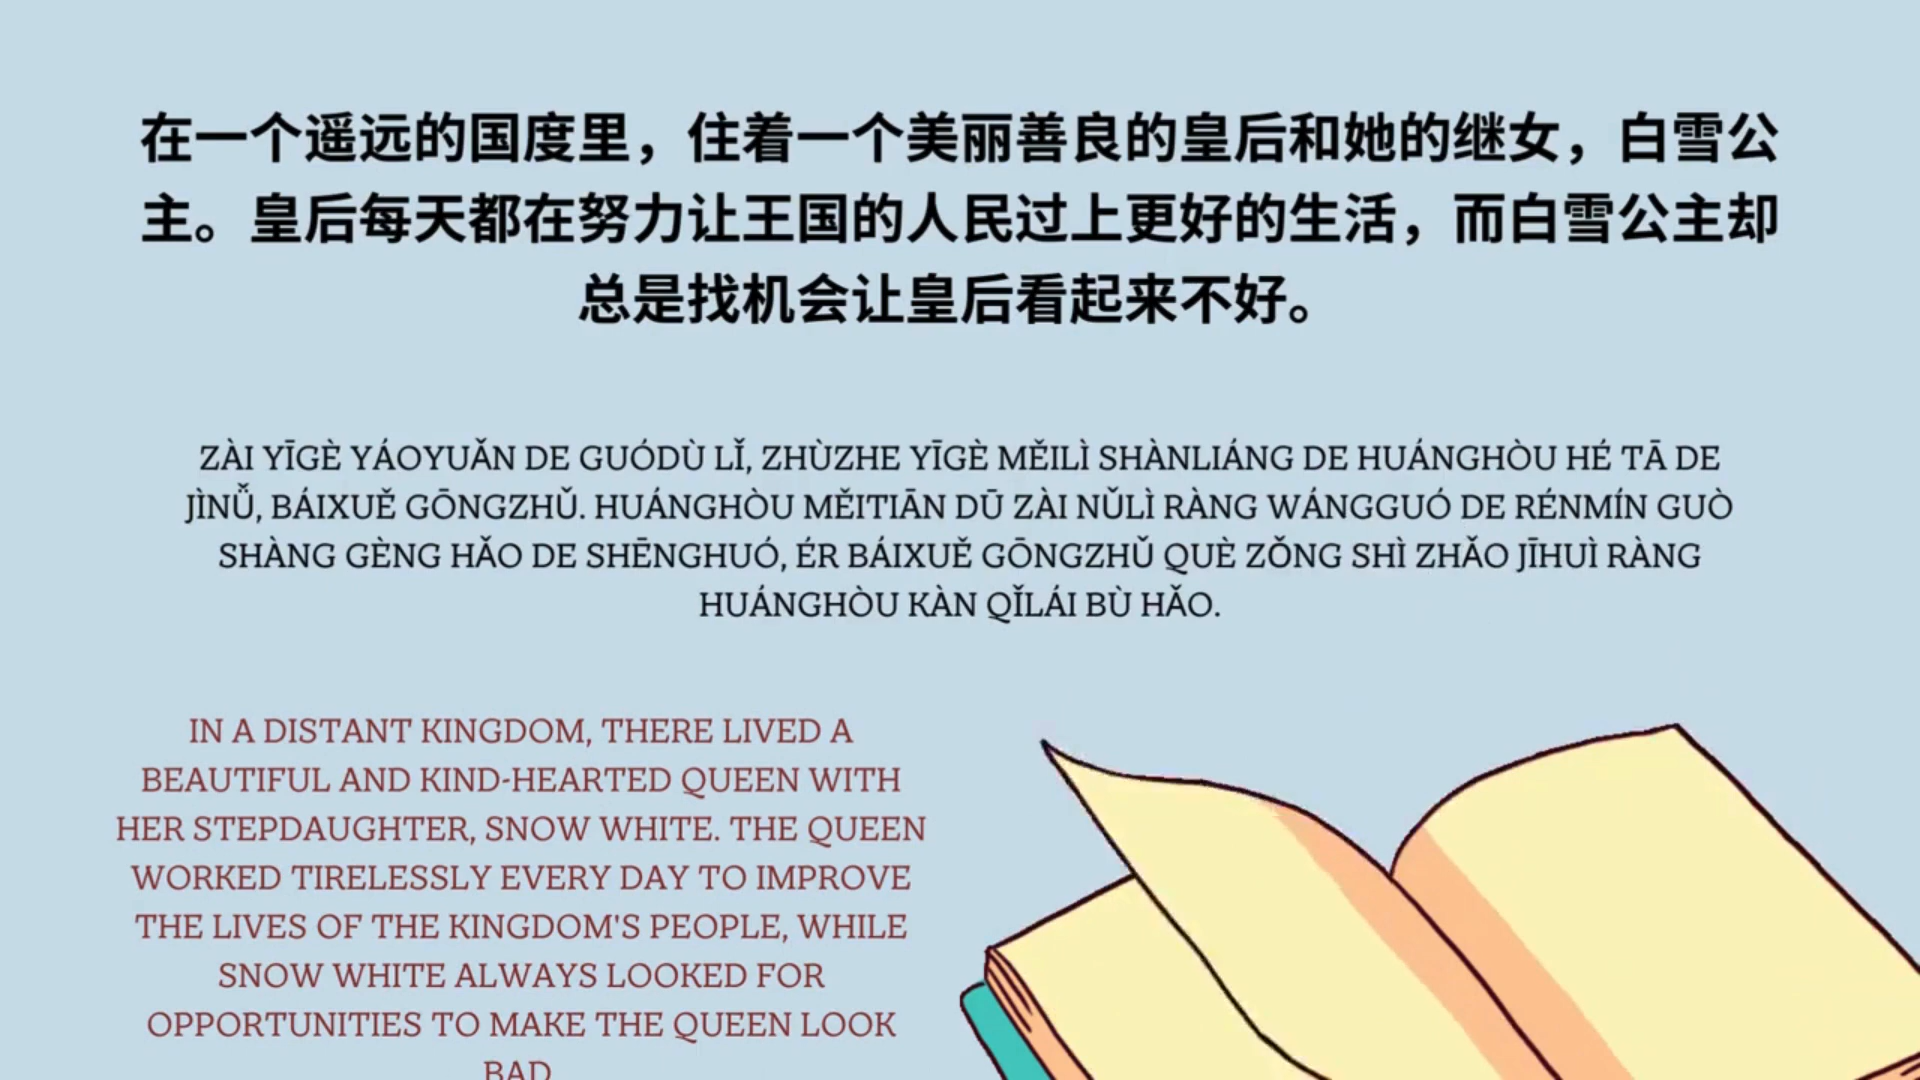 在一个遥远的国度里，住着一个美丽善良的皇后和她的继女，白雪公
主。皇后每天都在努力让王国的人民过上更好的生活，而白雪公主却
总是找机会让皇后看起来不好。
ZÀI YĪGÈ YÁOYUǍN DE GUÓDÙ LǏ, ZHÙZHE YĪGÈ MĚILÌ SHÀNLIÁNG DE HUÁNGHÒU HÉ TĀ DE
JÌNǙ, BÁIXUĚ GŌNGZHǓ. HUÁNGHÒU MĚITIĀN DŪ ZÀI NǓLÌ RÀNG WÁNGGUÓ DE RÉNMÍN GUÒ
SHÀNG GÈNG HǍO DE SHĒNGHUÓ, ÉR BÁIXUĚ GŌNGZHǓ QUÈ ZǑNG SHÌ ZHǍO JĪHUÌ RÀNG
HUÁNGHÒU KÀN QǏLÁI BÙ HǍO.
IN A DISTANT KINGDOM, THERE LIVED A
BEAUTIFUL AND KIND-HEARTED QUEEN WITH
HER STEPDAUGHTER, SNOW WHITE. THE QUEEN
WORKED TIRELESSLY EVERY DAY TO IMPROVE
THE LIVES OF THE KINGDOM'S PEOPLE, WHILE
SNOW WHITE ALWAYS LOOKED FOR
OPPORTUNITIES TO MAKE THE QUEEN LOOK
BAD